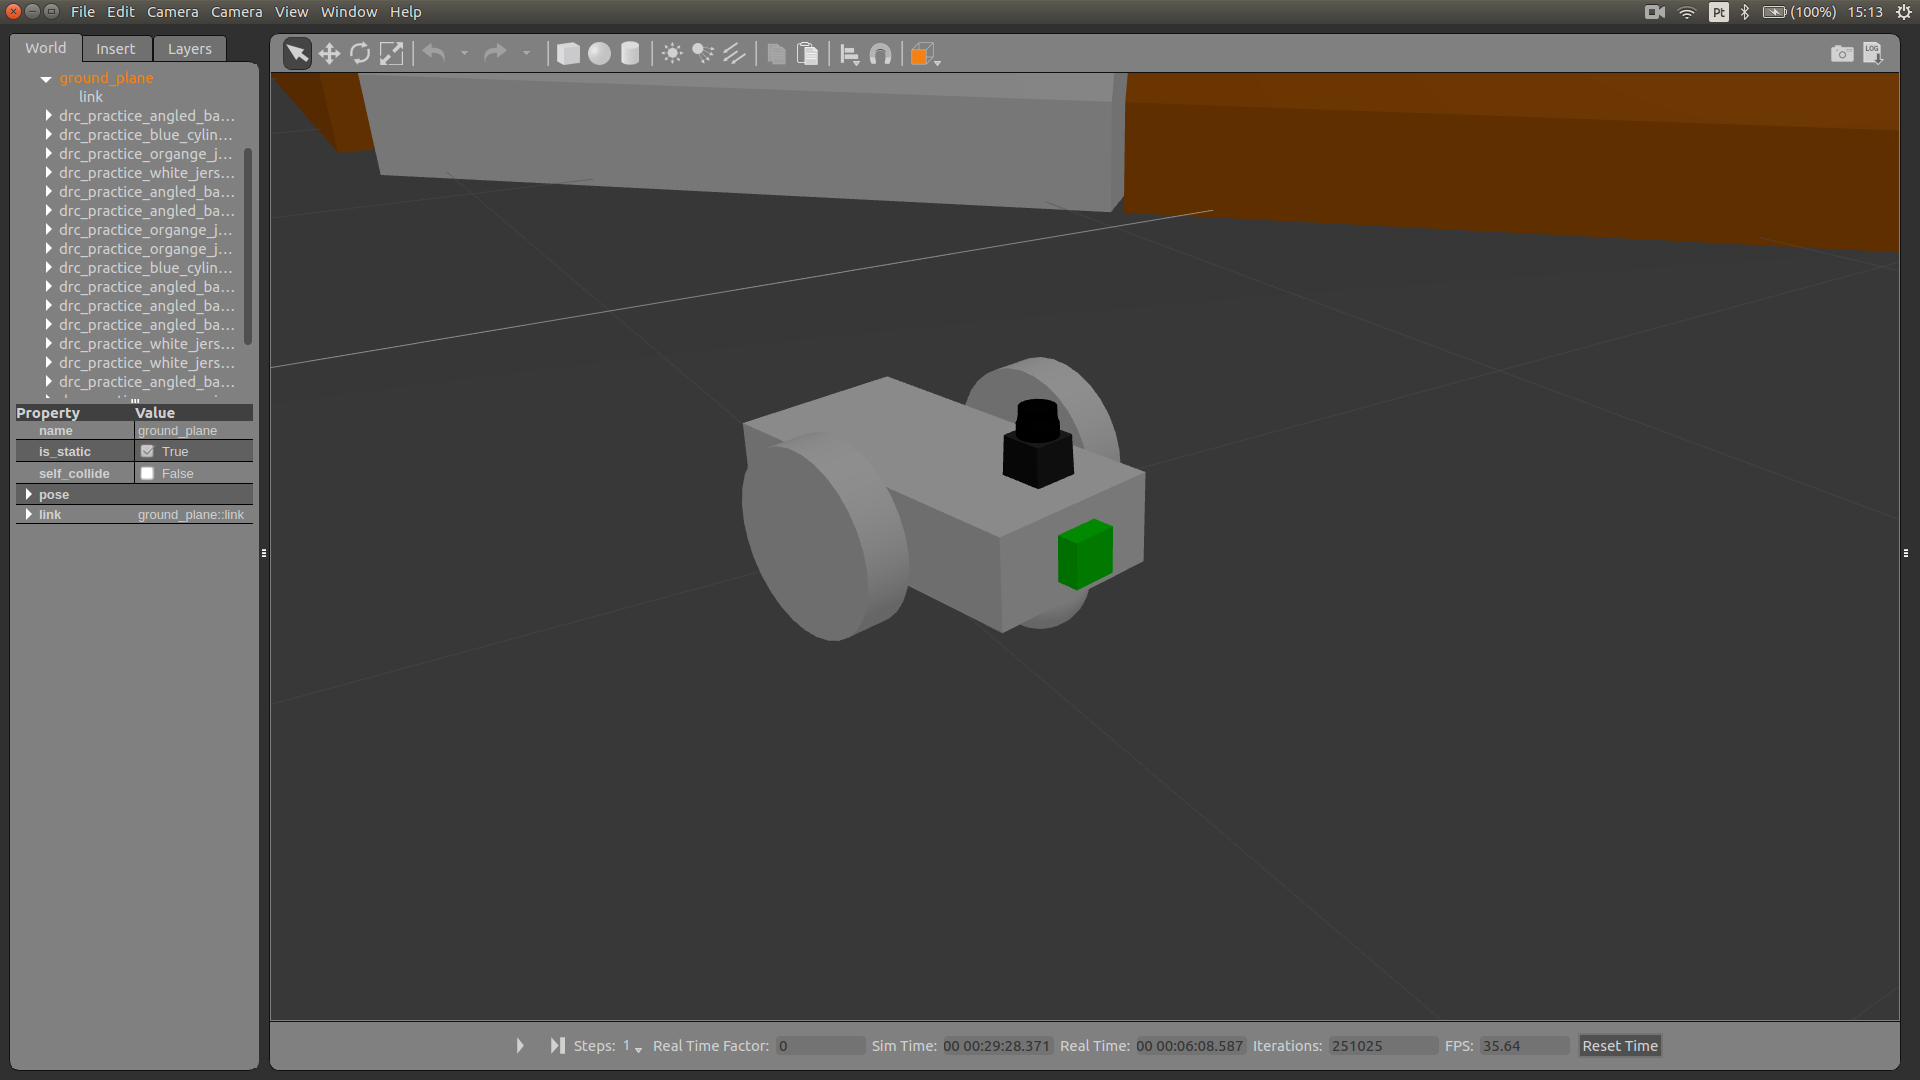 File Edit Camera Camera View Window Help
Pt (100%) 15:13
World Insert Layers
LOG
ground_plane
link
drc_practice_angled_ba...
drc_practice_blue_cylin...
drc_practice_organge_j...
drc_practice_white_jers...
drc_practice_angled_ba...
drc_practice_angled_ba...
drc_practice_organge_j...
drc_practice_organge_j...
drc_practice_blue_cylin...
drc_practice_angled_ba...
drc_practice_angled_ba...
drc_practice_angled_ba...
drc_practice_white_jers...
drc_practice_white_jers...
drc_practice_angled_ba...
Property Value
name ground_plane
is_static True
self_collide False
pose
link ground_plane::link
Steps: 1 Real Time Factor: 0 Sim Time: 00 00:29:28.371 Real Time: 00 00:06:08.587 Iterations: 251025 FPS: 35.64 Reset Time